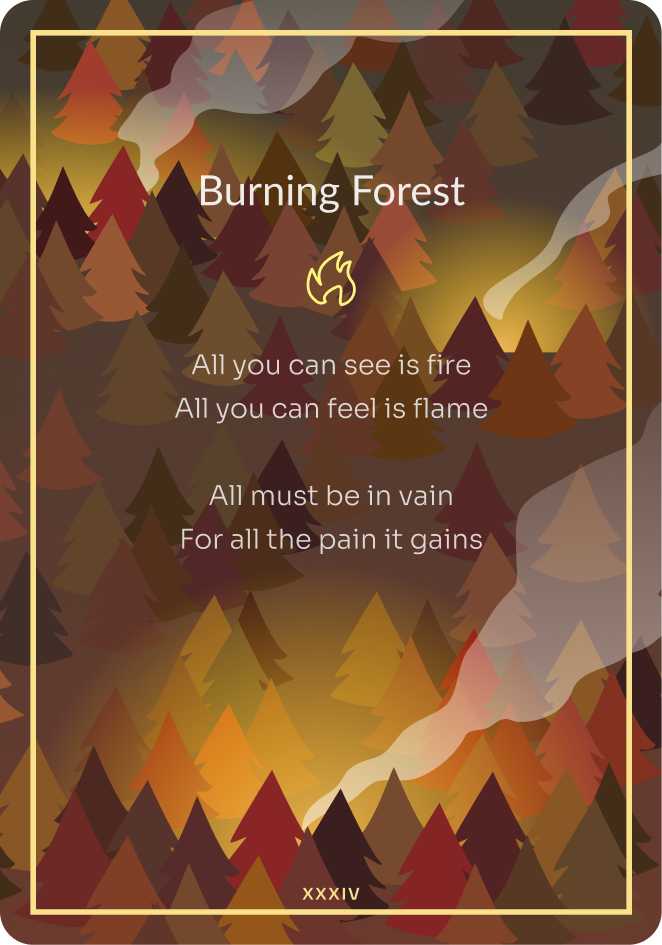 Burning Forest
All you can see is fire
All you can feel is flame
All must be in vain
For all the pain it gains
XXXIV